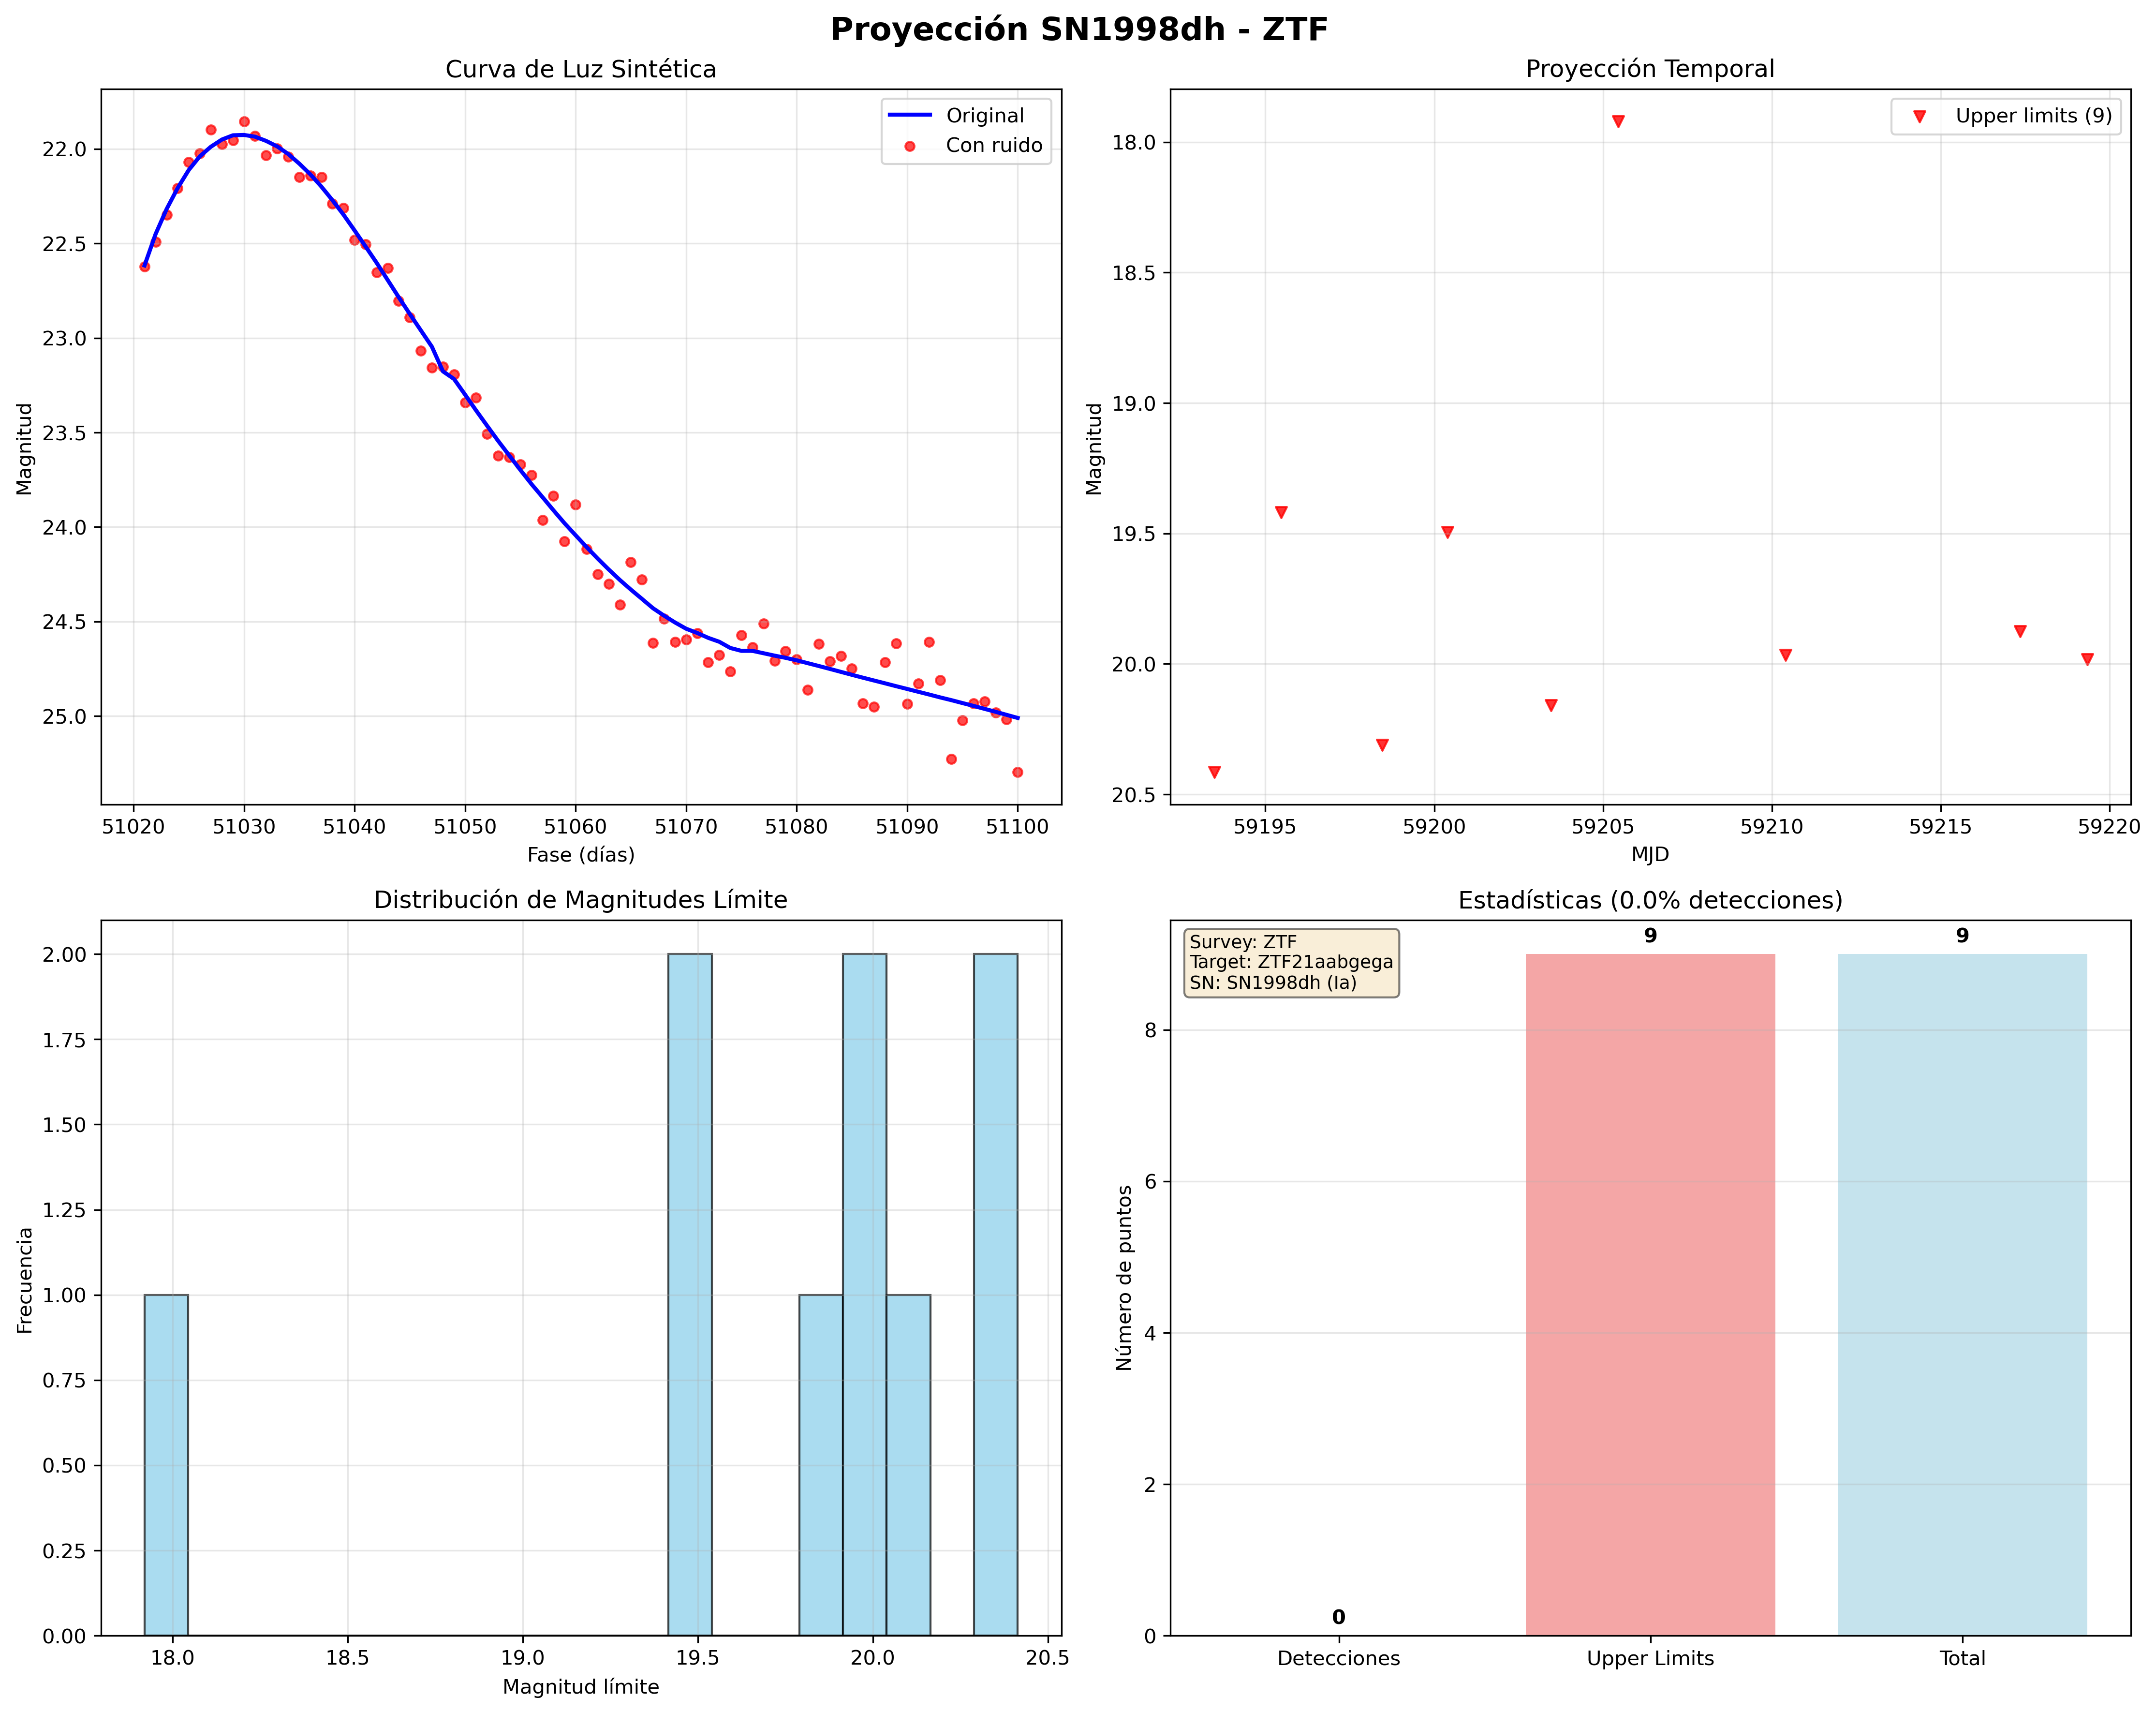 Proyección SN1998dh - ZTF
Curva de Luz Sintética
Original
Con ruido
22.0
22.5
23.0
23.5
24.0
24.5
25.0
Magnitud
51020 51030 51040 51050 51060 51070 51080 51090 51100
Fase (días)
Proyección Temporal
Upper limits (9)
18.0
18.5
19.0
19.5
20.0
20.5
Magnitud
59195 59200 59205 59210 59215 59220
MJD
Distribución de Magnitudes Límite
2.00
1.75
1.50
1.25
1.00
0.75
0.50
0.25
0.00
Frecuencia
18.0 18.5 19.0 19.5 20.0 20.5
Magnitud límite
Estadísticas (0.0% detecciones)
Survey: ZTF
Target: ZTF21aabgega
SN: SN1998dh (Ia)
9 9
0
8
6
4
2
0
Número de puntos
Detecciones Upper Limits Total